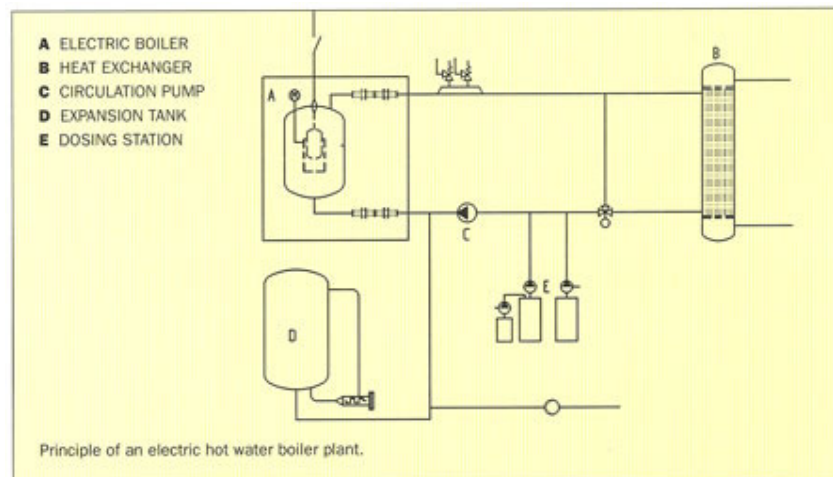 A ELECTRIC BOILER
B HEAT EXCHANGER
C CIRCULATION PUMP
D EXPANSION TANK
E DOSING STATION
A
M
B
C
E
D
Principle of an electric hot water boiler plant.